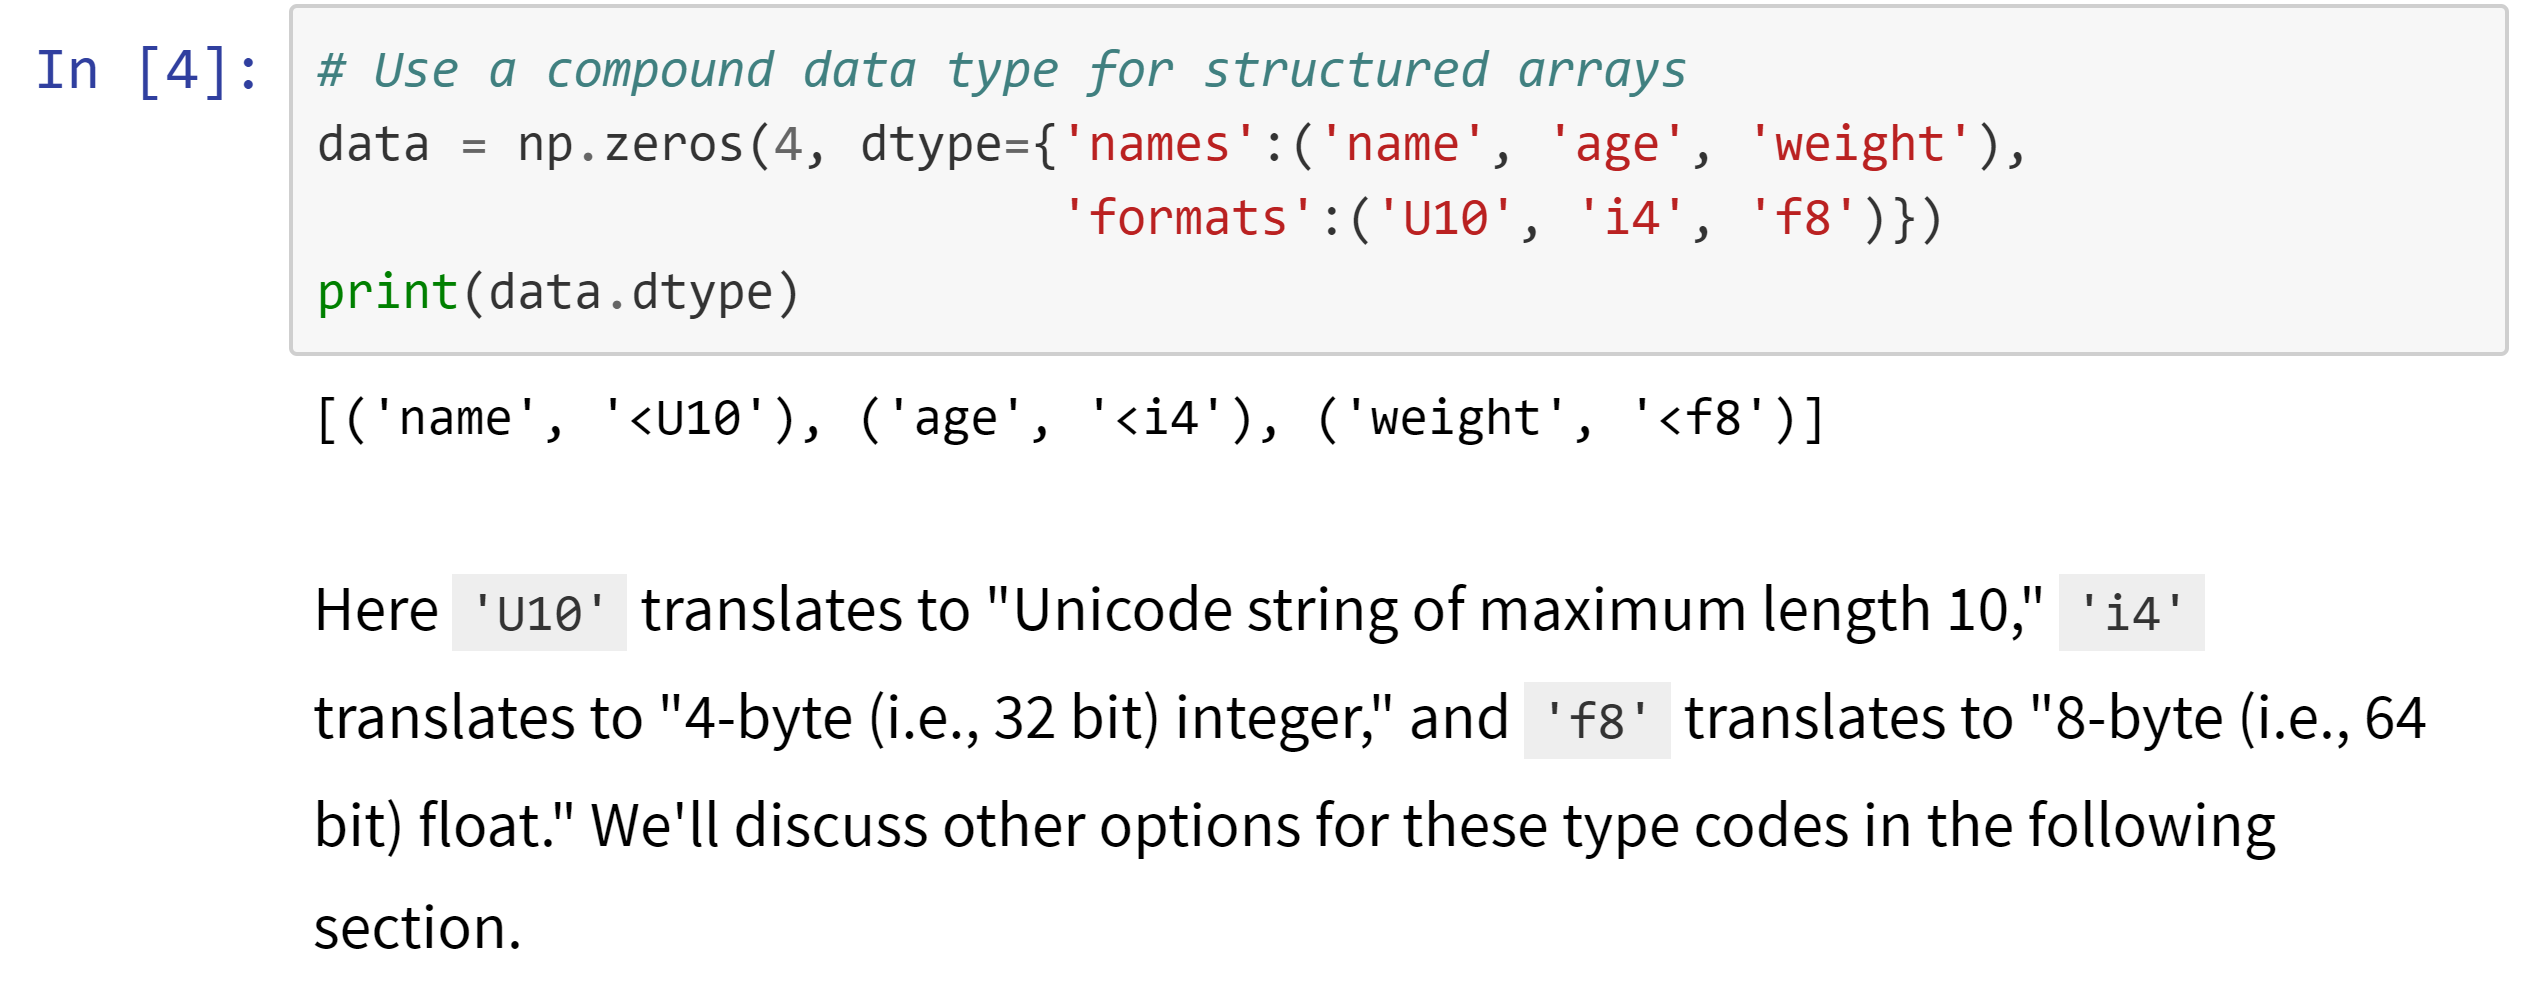 In [4]:
# Use a compound data type for structured arrays
data = np.zeros(4, dtype={'names':('name', 'age', 'weight'),
                          'formats':('U10', 'i4', 'f8')})
print(data.dtype)
[('name', '<U10'), ('age', '<i4'), ('weight', '<f8')]
Here 'U10' translates to "Unicode string of maximum length 10," 'i4'
translates to "4-byte (i.e., 32 bit) integer," and 'f8' translates to "8-byte (i.e., 64
bit) float." We'll discuss other options for these type codes in the following
section.